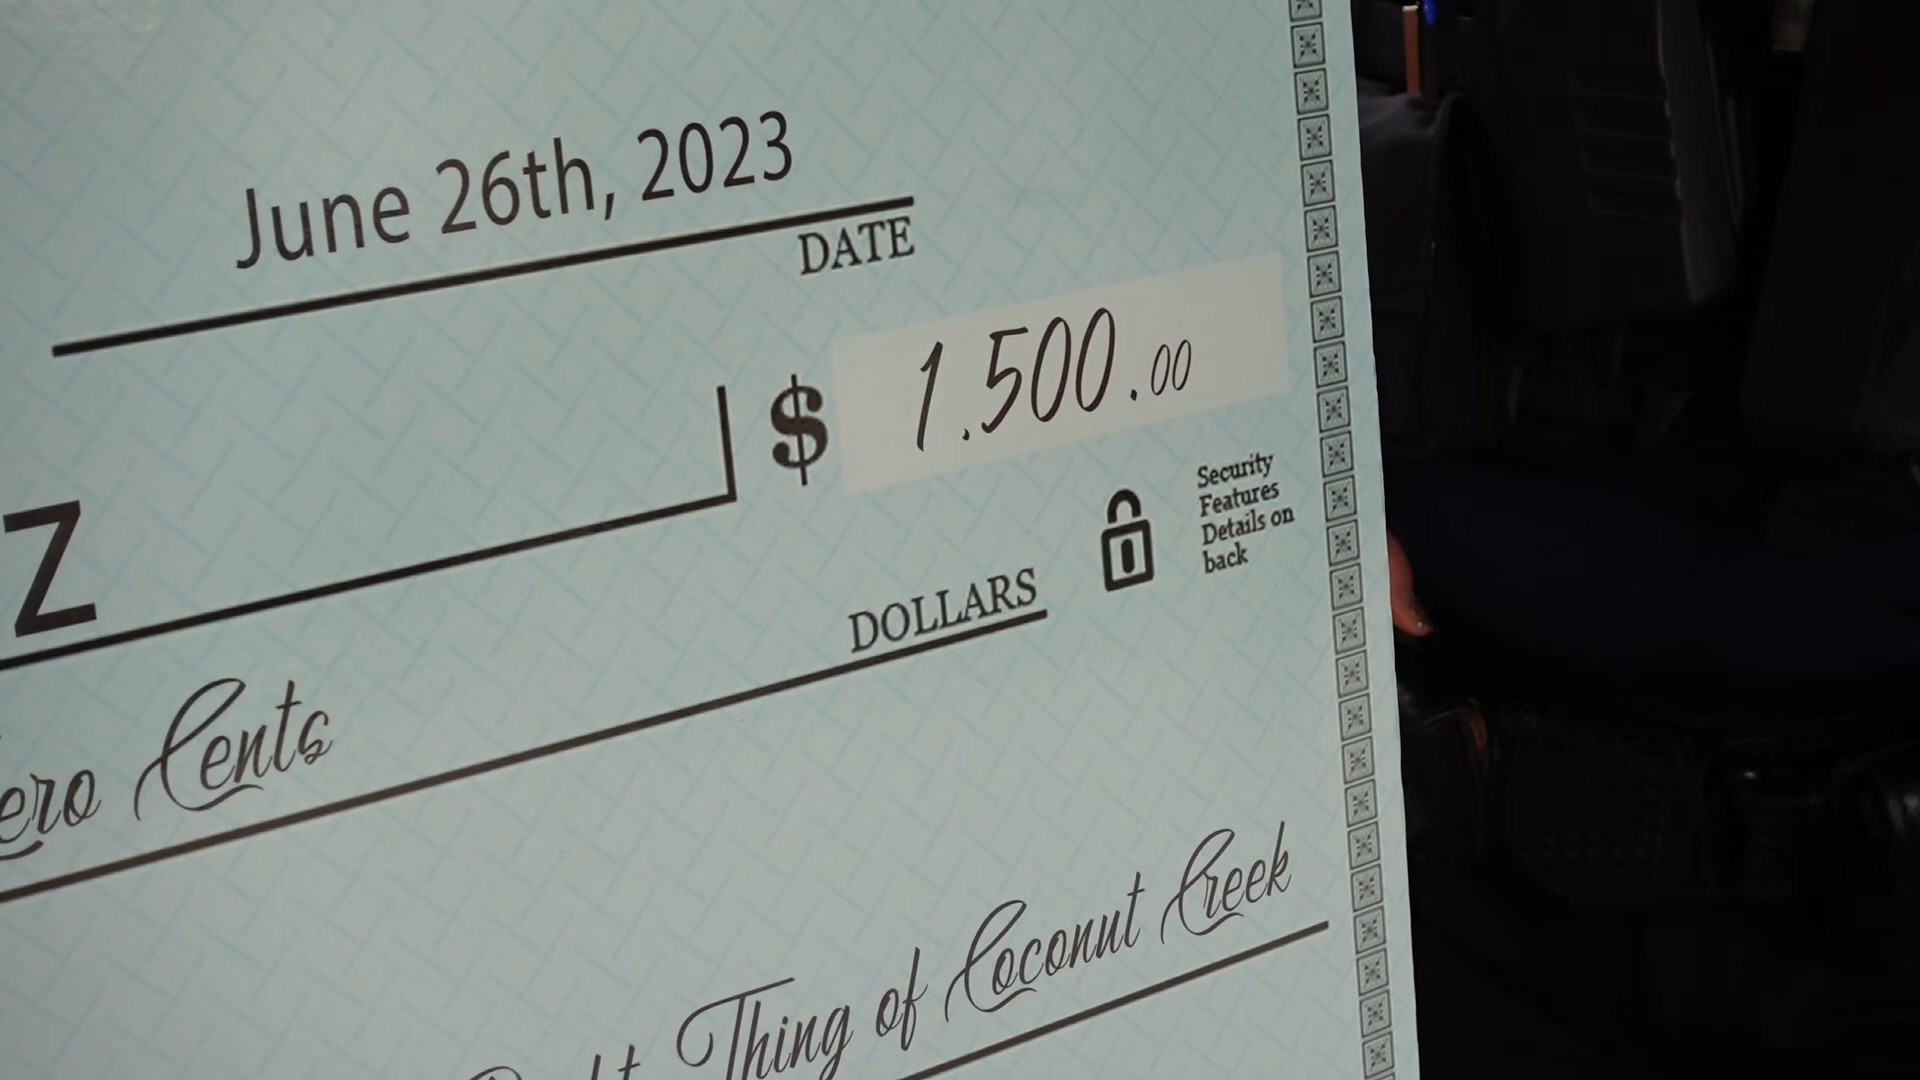 June 26th, 2023
DATE
$ 1.500.00
Z
Security
Features
Details on
back
DOLLARS
Cents
Thing of Coconut Creek